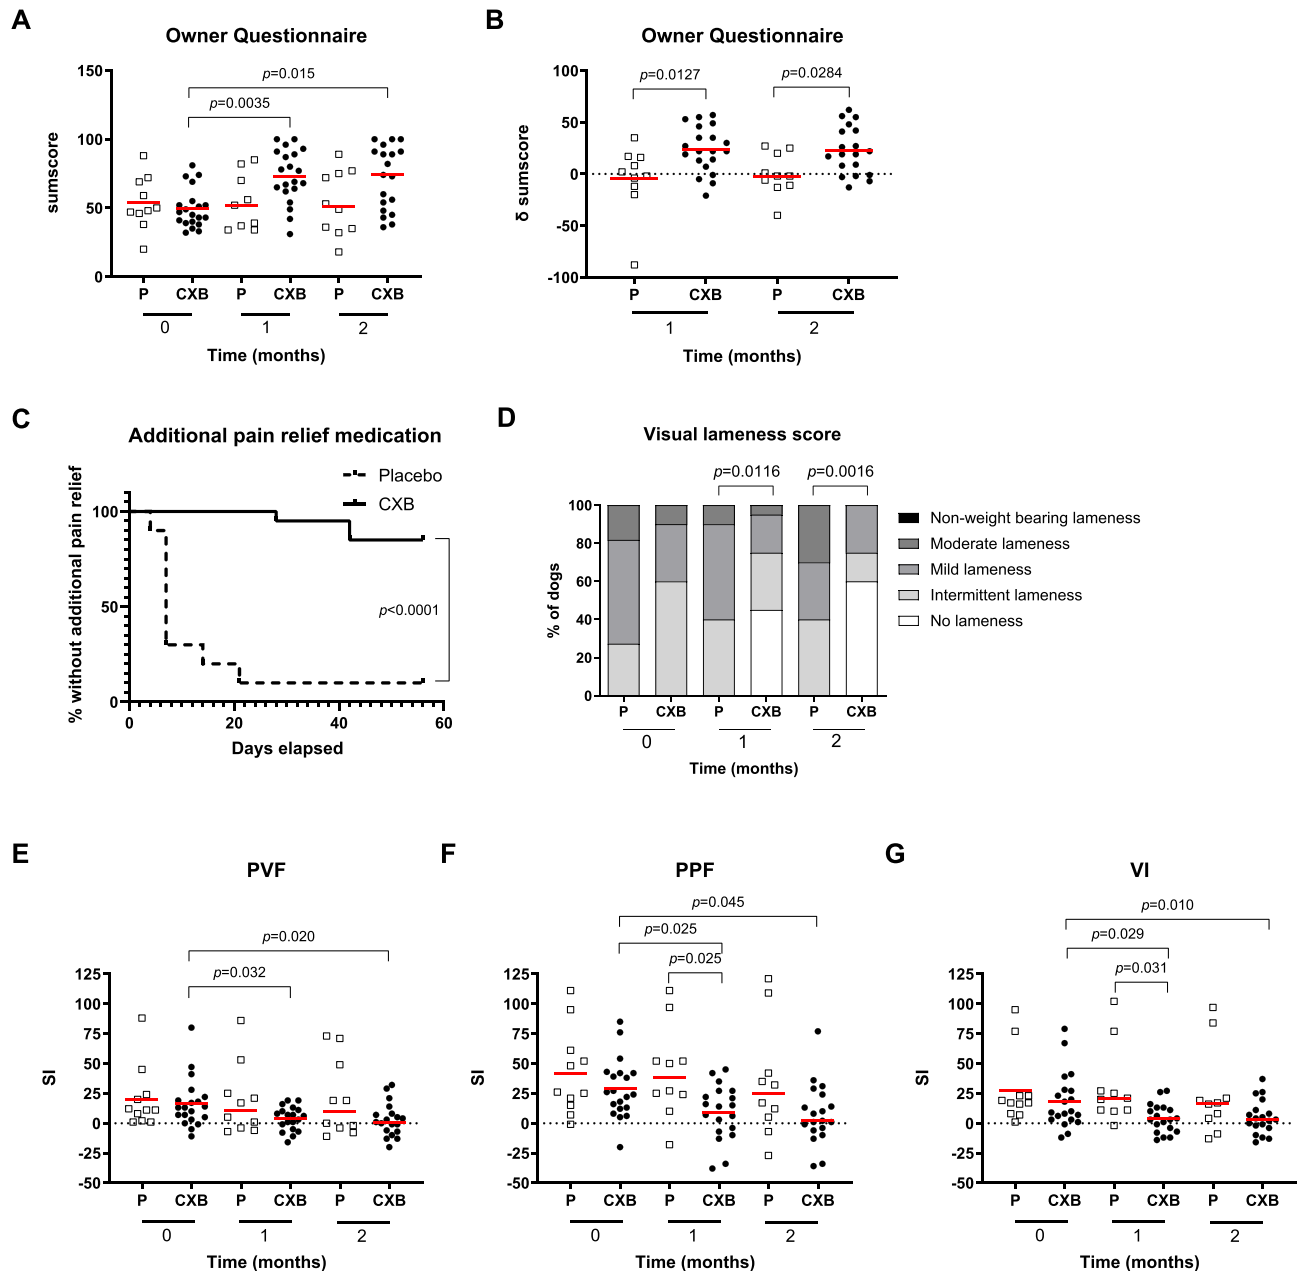 A
Owner Questionnaire
sumscore
150
100
50
0
p=0.015
p=0.0035
P CXB P CXB P CXB
0 1 2
Time (months)
B
Owner Questionnaire
δ sumscore
100
50
0
-50
-100
p=0.0127 p=0.0284
P CXB P CXB
1 2
Time (months)
C
Additional pain relief medication
Placebo
CXB
% without additional pain relief
100
50
0
p<0.0001
0 20 40 60
Days elapsed
D
Visual lameness score
p=0.0116 p=0.0016
% of dogs
100
80
60
40
20
0
Non-weight bearing lameness
Moderate lameness
Mild lameness
Intermittent lameness
No lameness
P CXB P CXB P CXB
0 1 2
Time (months)
E
PVF
p=0.020
p=0.032
SI
125
100
75
50
25
0
-25
-50
P CXB P CXB P CXB
0 1 2
Time (months)
F
PPF
p=0.045
p=0.025
p=0.025
SI
125
100
75
50
25
0
-25
-50
P CXB P CXB P CXB
0 1 2
Time (months)
G
VI
p=0.010
p=0.029
p=0.031
SI
125
100
75
50
25
0
-25
-50
P CXB P CXB P CXB
0 1 2
Time (months)